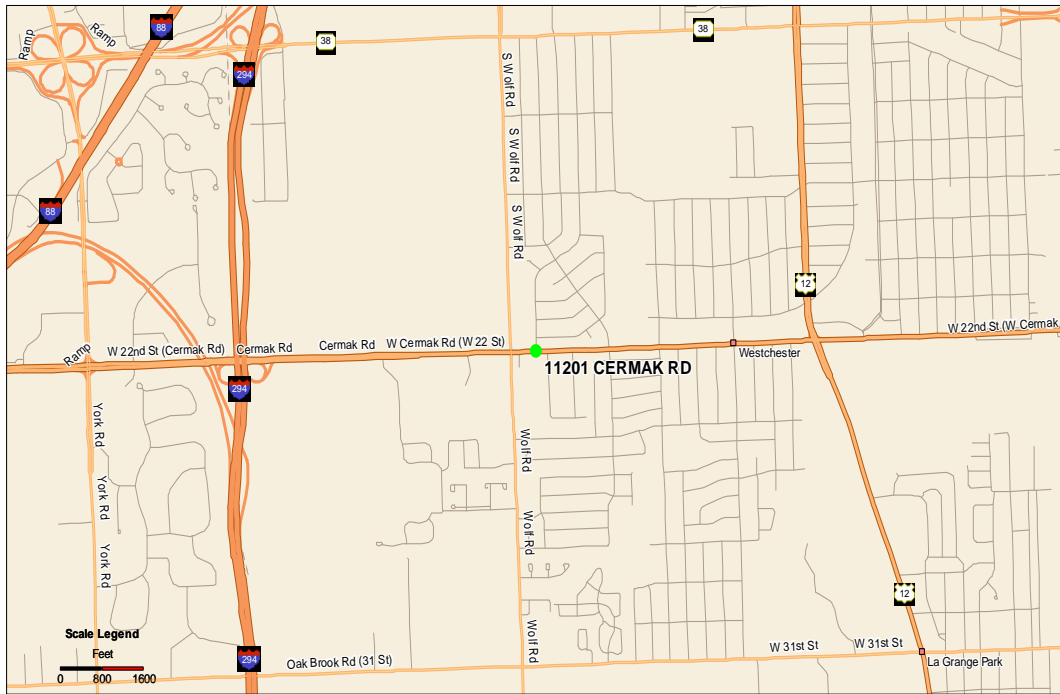 Ramp
Ramp
88
38
38
294
S Wolf Rd
S Wolf Rd
S Wolf Rd
88
12
W 22nd St (W Cermak
W 22nd St (Cermak Rd)
Cermak Rd
Cermak Rd
W Cermak Rd (W 22 St)
Ramp
Westchester
11201 CERMAK RD
294
York Rd
Wolf Rd
York Rd
Wolf Rd
York Rd
12
Wolf Rd
Scale Legend
Feet
0 800 1600
294
Oak Brook Rd (31 St)
W 31st St
W 31st St
La Grange Park